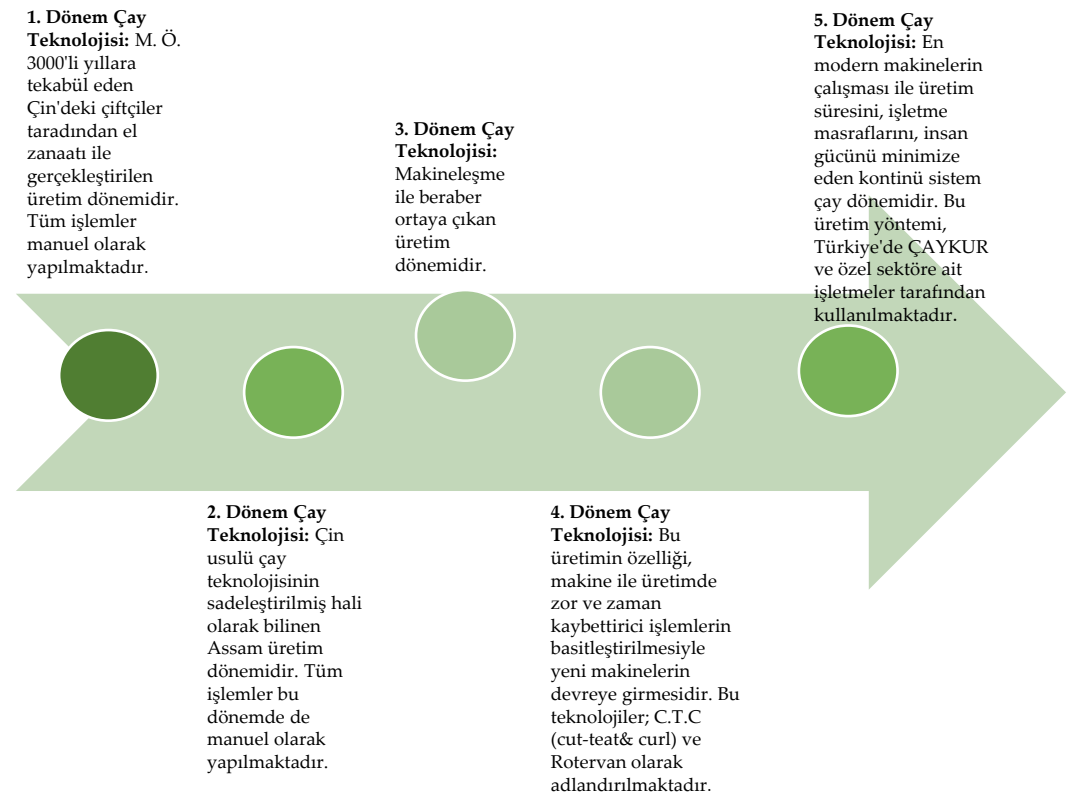 1. Dönem Çay
Teknolojisi: M. Ö.
3000'li yıllara
tekabül eden
Çin'deki çiftçiler
taradından el
zanaatı ile
gerçekleştirilen
üretim dönemidir.
Tüm işlemler
manuel olarak
yapılmaktadır.
2. Dönem Çay
Teknolojisi: Çin
usulü çay
teknolojisinin
sadeleştirilmiş hali
olarak bilinen
Assam üretim
dönemidir. Tüm
işlemler bu
dönemde de
manuel olarak
yapılmaktadır.
3. Dönem Çay
Teknolojisi:
Makineleşme
ile beraber
ortaya çıkan
üretim
dönemidir.
4. Dönem Çay
Teknolojisi: Bu
üretimin özelliği,
makine ile üretimde
zor ve zaman
kaybettirici işlemlerin
basitleştirilmesiyle
yeni makinelerin
devreye girmesidir. Bu
teknolojiler; C.T.C
(cut-teat& curl) ve
Rotervan olarak
adlandırılmaktadır.
5. Dönem Çay
Teknolojisi: En
modern makinelerin
çalışması ile üretim
süresini, işletme
masraflarını, insan
gücünü minimize
eden kontinü sistem
çay dönemidir. Bu
üretim yöntemi,
Türkiye'de ÇAYKUR
ve özel sektöre ait
işletmeler tarafından
kullanılmaktadır.